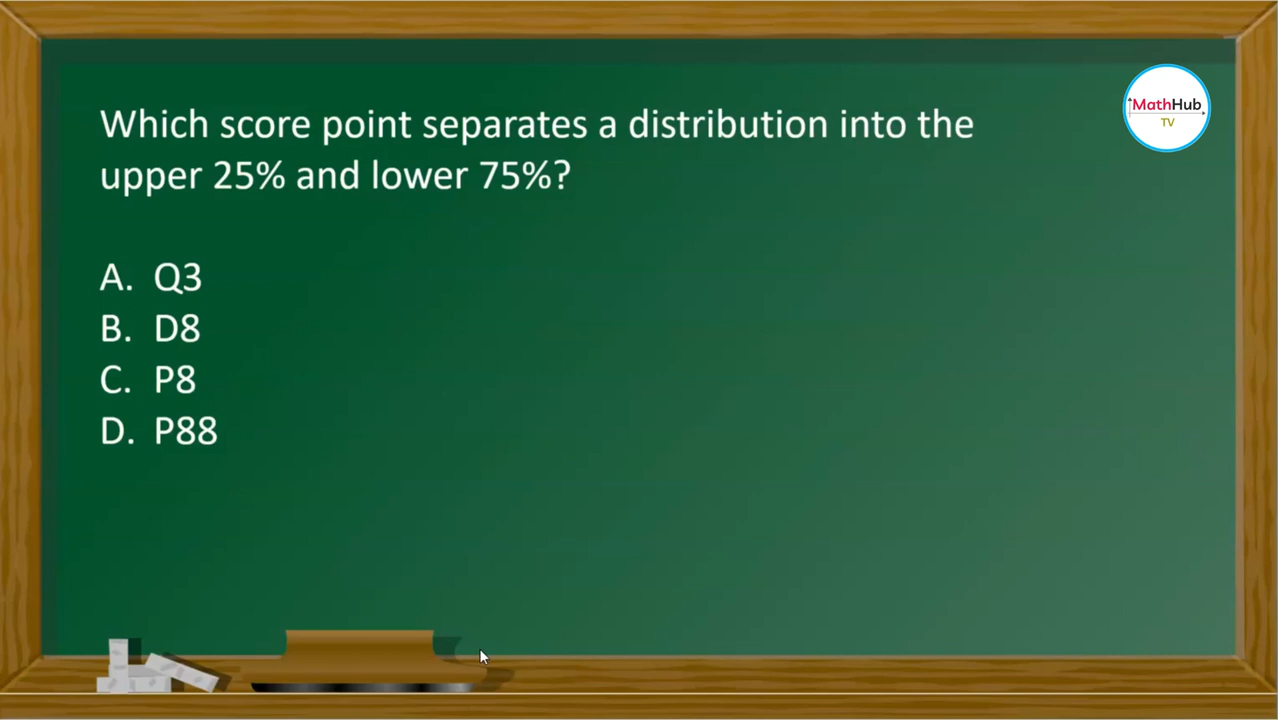 MathHub
TV
Which score point separates a distribution into the
upper 25% and lower 75%?
A. Q3
B. D8
C. P8
D. P88